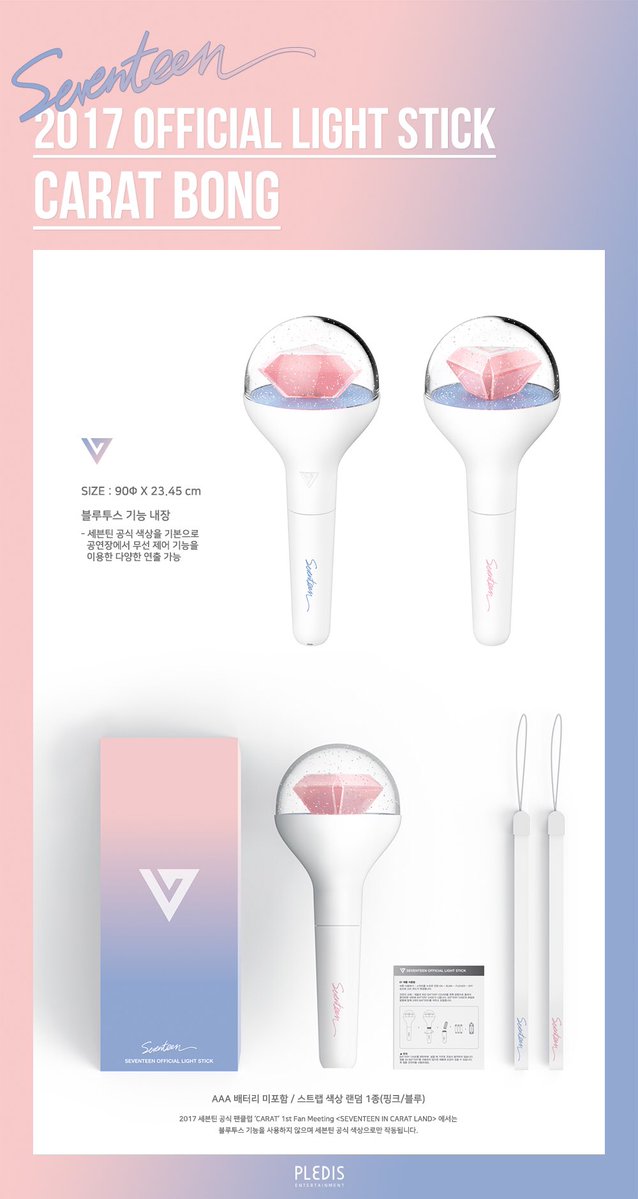 Seventeen
2017 OFFICIAL LIGHT STICK
CARAT BONG
SIZE : 90Φ X 23.45 cm
블루투스 기능 내장
- 세븐틴 공식 색상을 기본으로
공연장에서 무선 제어 기능을
이용한 다양한 연출 가능
Seventeen
Seventeen
Seventeen
SEVENTEEN OFFICIAL LIGHT STICK
Seventeen
SEVENTEEN OFFICIAL LIGHT STICK
Seventeen
Seventeen
AAA 배터리 미포함 / 스트랩 색상 랜덤 1종(핑크/블루)
2017 세븐틴 공식 팬클럽 'CARAT' 1st Fan Meeting <SEVENTEEN IN CARAT LAND> 에서는
블루투스 기능을 사용하지 않으며 세븐틴 공식 색상으로만 작동됩니다.
PLEDIS
ENTERTAINMENT